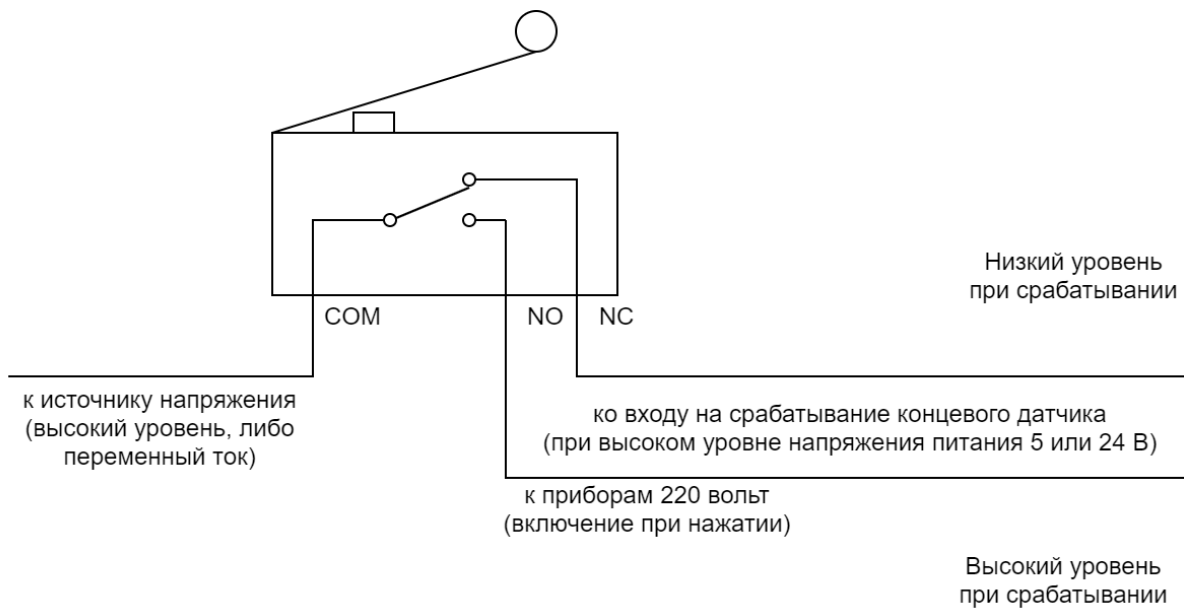 Низкий уровень
при срабатывании
COM
NO
NC
к источнику напряжения
(высокий уровень, либо
переменный ток)
ко входу на срабатывание концевого датчика
(при высоком уровне напряжения питания 5 или 24 В)
к приборам 220 вольт
(включение при нажатии)
Высокий уровень
при срабатывании